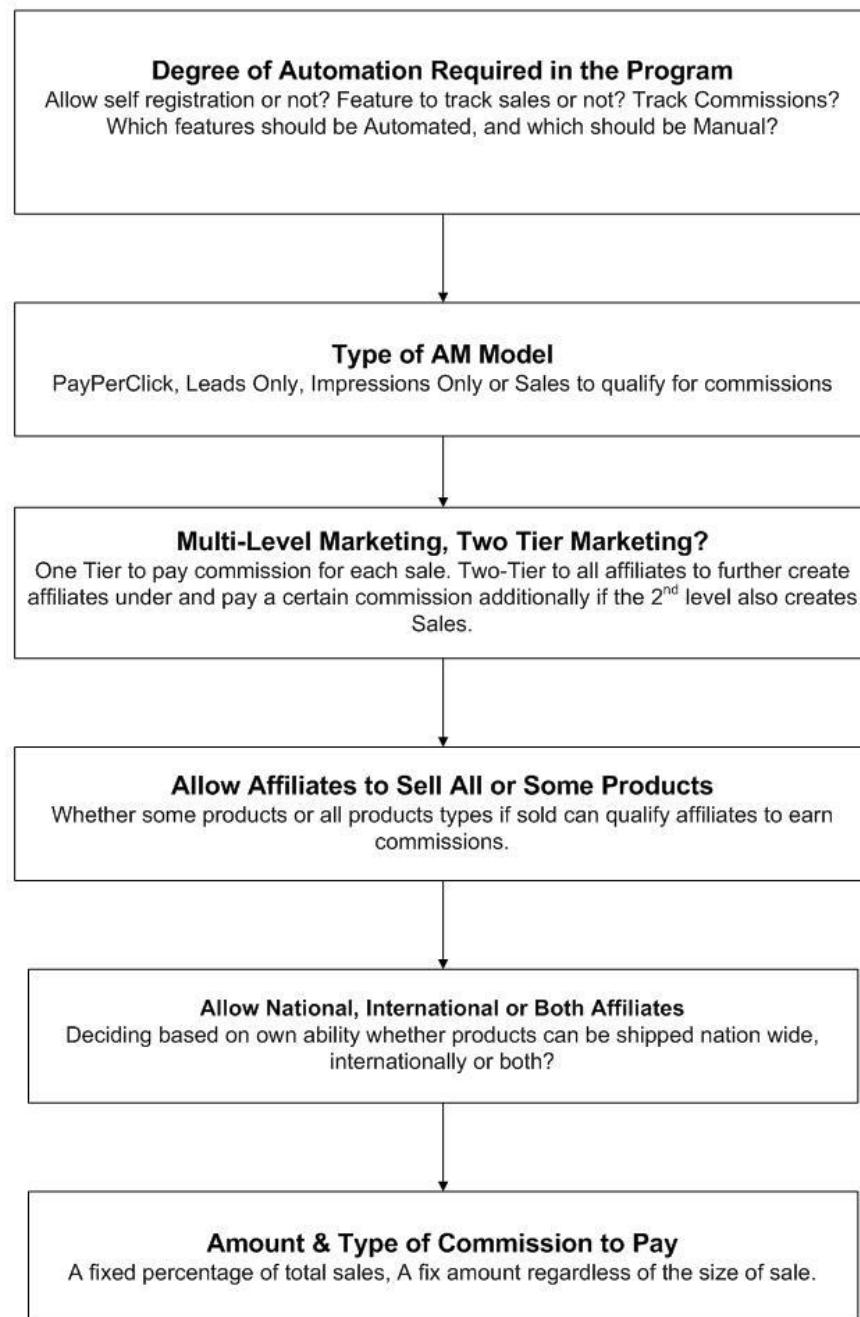 Degree of Automation Required in the Program
Allow self registration or not? Feature to track sales or not? Track Commissions?
Which features should be Automated, and which should be Manual?
Type of AM Model
PayPerClick, Leads Only, Impressions Only or Sales to qualify for commissions
Multi-Level Marketing, Two Tier Marketing?
One Tier to pay commission for each sale. Two-Tier to all affiliates to further create
affiliates under and pay a certain commission additionally if the 2nd level also creates
Sales.
Allow Affiliates to Sell All or Some Products
Whether some products or all products types if sold can qualify affiliates to earn
commissions.
Allow National, International or Both Affiliates
Deciding based on own ability whether products can be shipped nation wide,
internationally or both?
Amount & Type of Commission to Pay
A fixed percentage of total sales, A fix amount regardless of the size of sale.